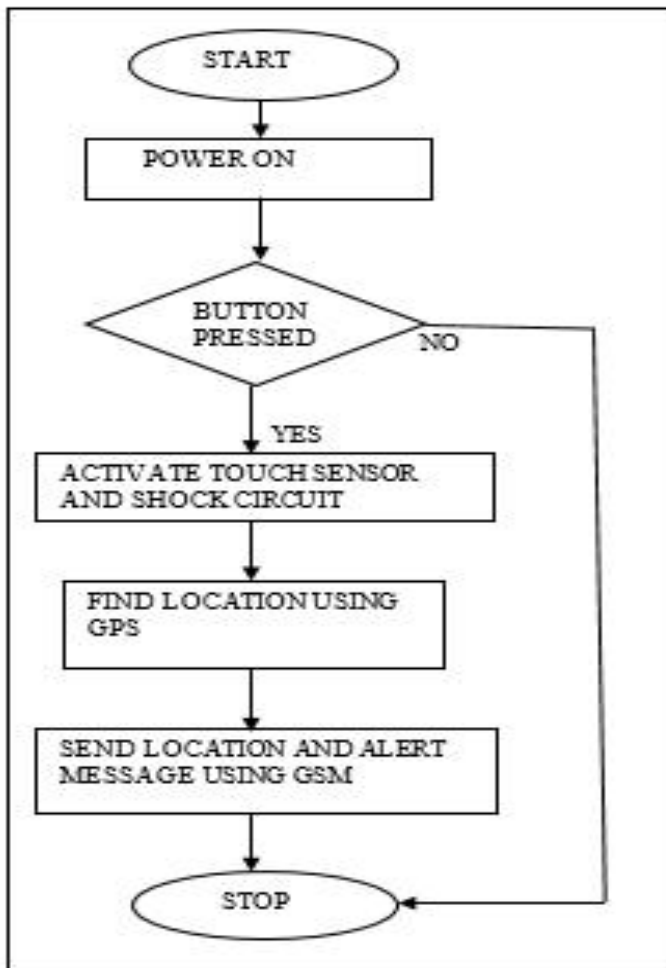 START
POWER ON
BUTTON
PRESSED
NO
YES
ACTIVATE TOUCH SENSOR
AND SHOCK CIRCUIT
FIND LOCATION USING
GPS
SEND LOCATION AND ALERT
MESSAGE USING GSM
STOP